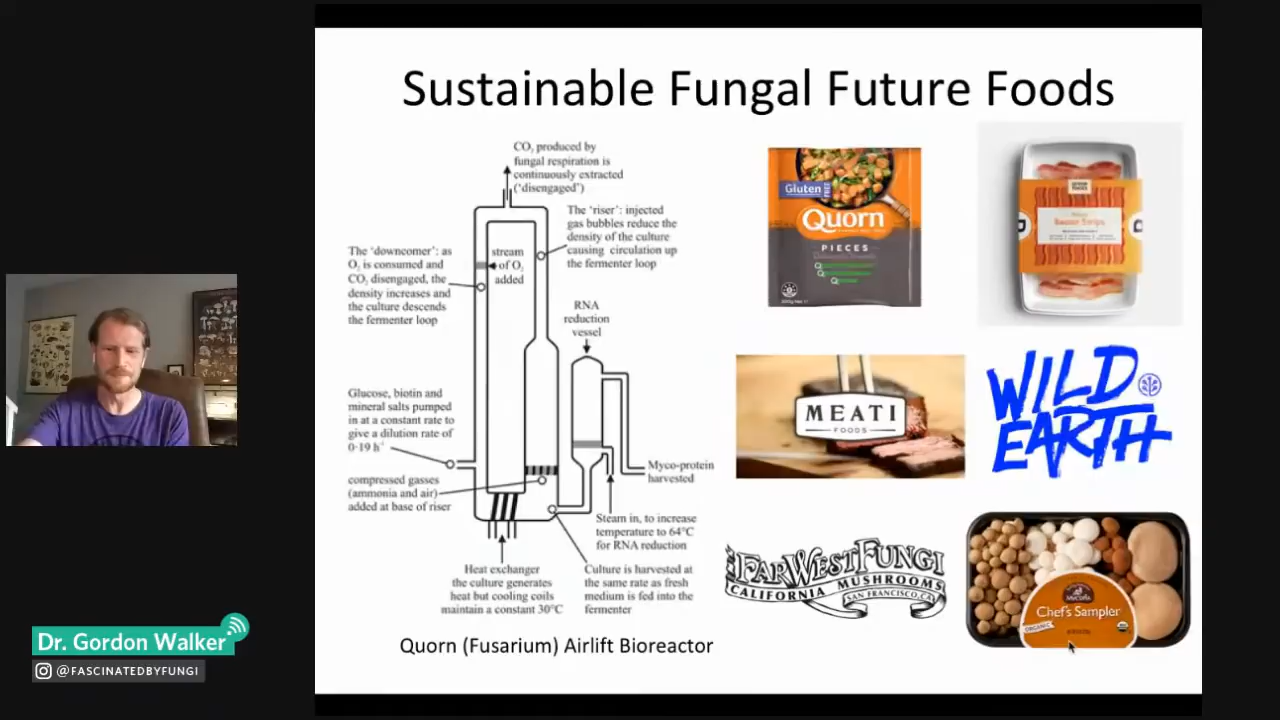 Sustainable Fungal Future Foods
CO₂ produced by
fungal respiration is
continuously extracted
('disengaged')
The 'riser': injected
gas bubbles reduce the
density of the culture
causing circulation up
the fermenter loop
The 'downcomer': as
O₂ is consumed and
CO₂ disengaged, the
density increases and
the culture descends
the fermenter loop
stream
of O₂
added
RNA
reduction
vessel
Glucose, biotin and
mineral salts pumped
in at a constant rate to
give a dilution rate of
0·19 h⁻¹
compressed gasses
(ammonia and air)
added at base of riser
Myco-protein
harvested
Steam in, to increase
temperature to 64°C
for RNA reduction
Heat exchanger
the culture generates
heat but cooling coils
maintain a constant 30°C
Culture is harvested at
the same rate as fresh
medium is fed into the
fermenter
Quorn (Fusarium) Airlift Bioreactor
Gluten
FREE
Quorn
PIECES
Bacon Strips
MEATI
FOODS
WILD
EARTH
FAR WEST FUNGI
CALIFORNIA MUSHROOMS
SAN FRANCISCO, CA
Mycopia
Chef's Sampler
ORGANIC
Dr. Gordon Walker
@FASCINATEDBYFUNGI